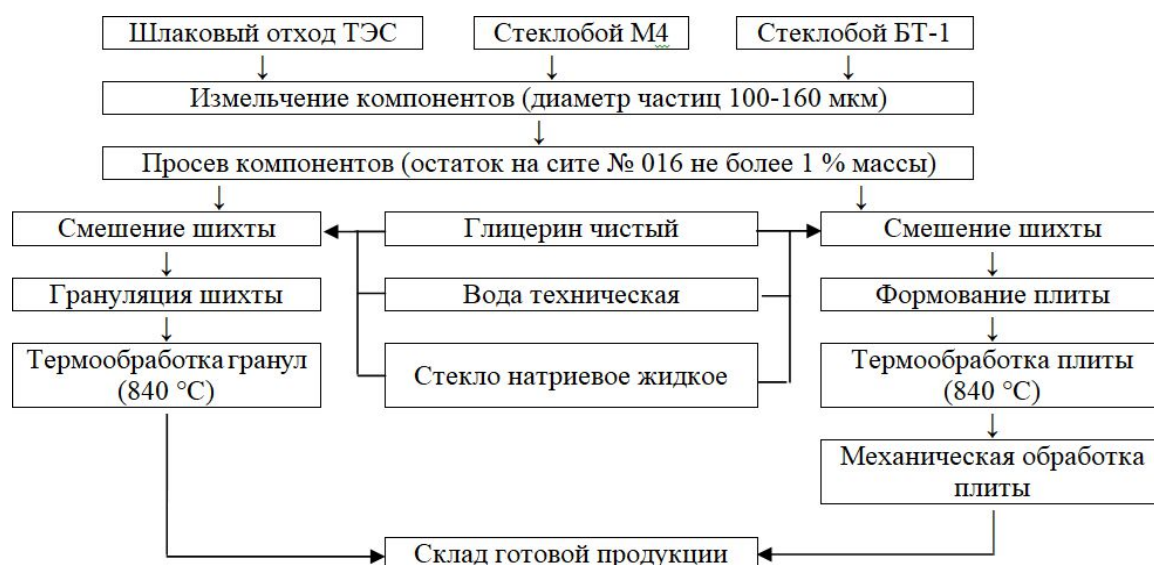 Шлаковый отход ТЭС
Стеклобой М4
Стеклобой БТ-1
Измельчение компонентов (диаметр частиц 100-160 мкм)
Просев компонентов (остаток на сите № 016 не более 1 % массы)
Смешение шихты
Глицерин чистый
Смешение шихты
Грануляция шихты
Вода техническая
Формование плиты
Термообработка гранул
(840 °С)
Стекло натриевое жидкое
Термообработка плиты
(840 °С)
Механическая обработка
плиты
Склад готовой продукции